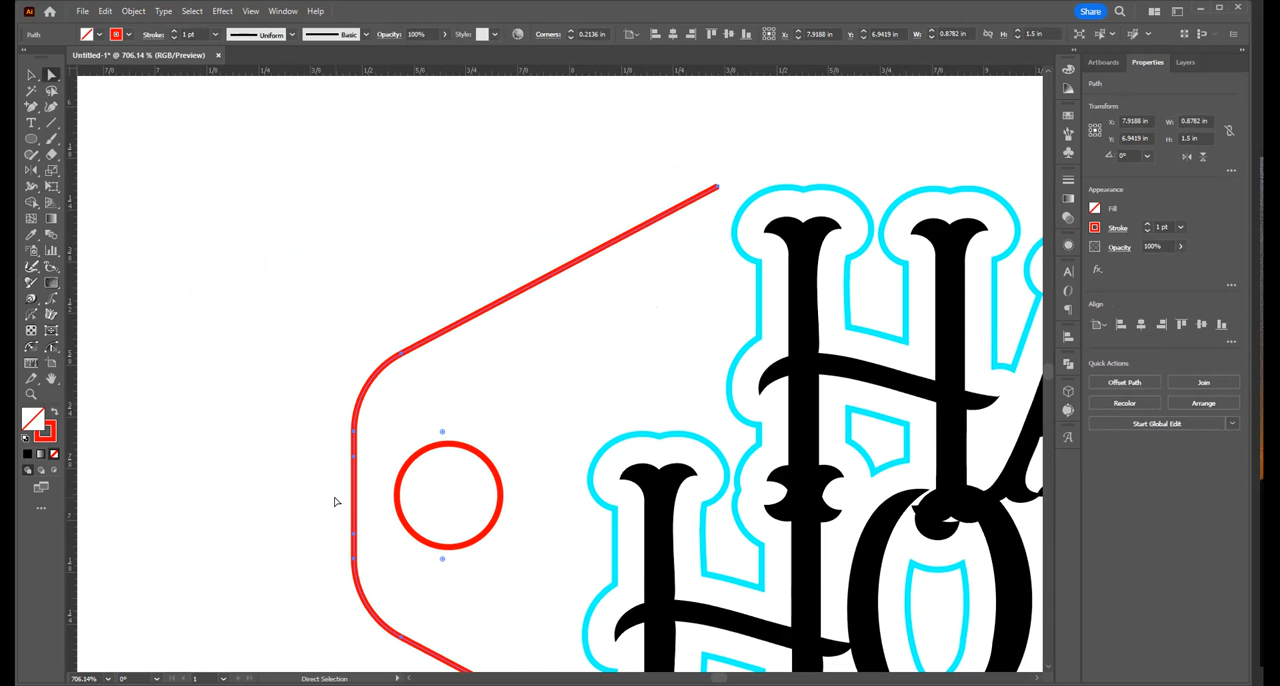 Ai File Edit Object Type Select Effect View Window Help Share
Path Stroke: 1 pt Uniform Basic Opacity: 100% Style: Corners: 0.2136 in X: 7.9188 in Y: 6.9419 in W: 0.8782 in H: 1.5 in
Untitled-1* @ 706.14 % (RGB/Preview)
Artboards Properties Layers
Path
Transform
X: 7.9188 in W: 0.8782 in
Y: 6.9419 in H: 1.5 in
0°
Appearance
Fill
Stroke 1 pt
Opacity 100%
fx.
Align
Quick Actions
Offset Path Join
Recolor Arrange
Start Global Edit
HA
HO
706.14% 0° 1 Direct Selection